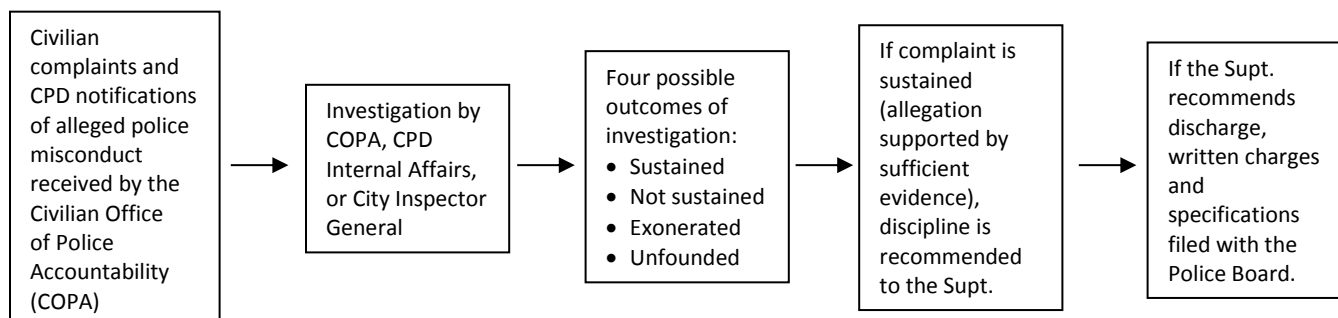 Civilian
complaints and
CPD notifications
of alleged police
misconduct
received by the
Civilian Office
of Police
Accountability
(COPA)
Investigation by
COPA, CPD
Internal Affairs,
or City Inspector
General
Four possible
outcomes of
investigation:
• Sustained
• Not sustained
• Exonerated
• Unfounded
If complaint is
sustained
(allegation
supported by
sufficient
evidence),
discipline is
recommended
to the Supt.
If the Supt.
recommends
discharge,
written charges
and
specifications
filed with the
Police Board.